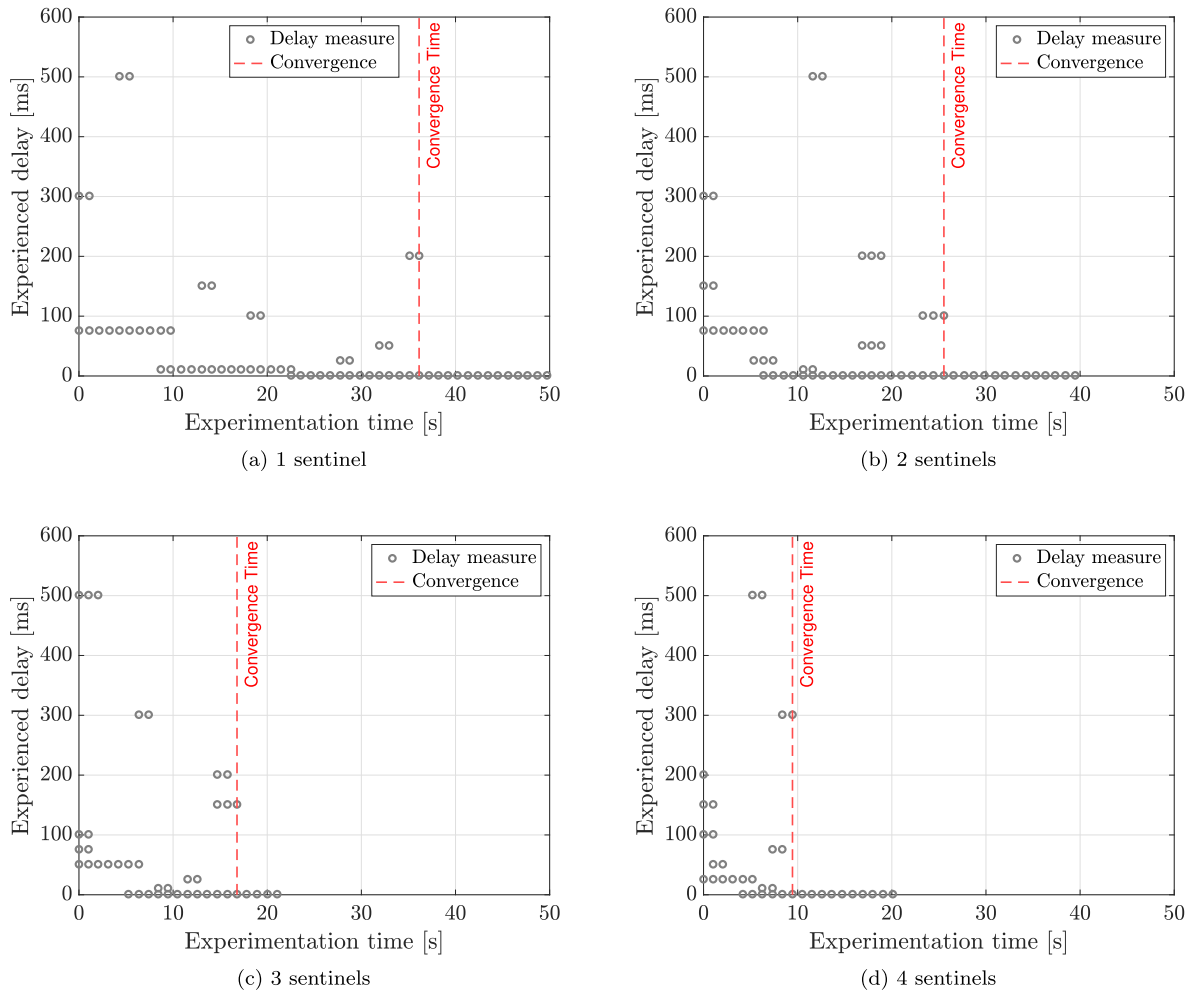 600
500
400
300
200
100
0
Experienced delay [ms]
Delay measure
Convergence
Convergence Time
0 10 20 30 40 50
Experimentation time [s]
(a) 1 sentinel
600
500
400
300
200
100
0
Experienced delay [ms]
Delay measure
Convergence
Convergence Time
0 10 20 30 40 50
Experimentation time [s]
(b) 2 sentinels
600
500
400
300
200
100
0
Experienced delay [ms]
Delay measure
Convergence
Convergence Time
0 10 20 30 40 50
Experimentation time [s]
(c) 3 sentinels
600
500
400
300
200
100
0
Experienced delay [ms]
Delay measure
Convergence
Convergence Time
0 10 20 30 40 50
Experimentation time [s]
(d) 4 sentinels